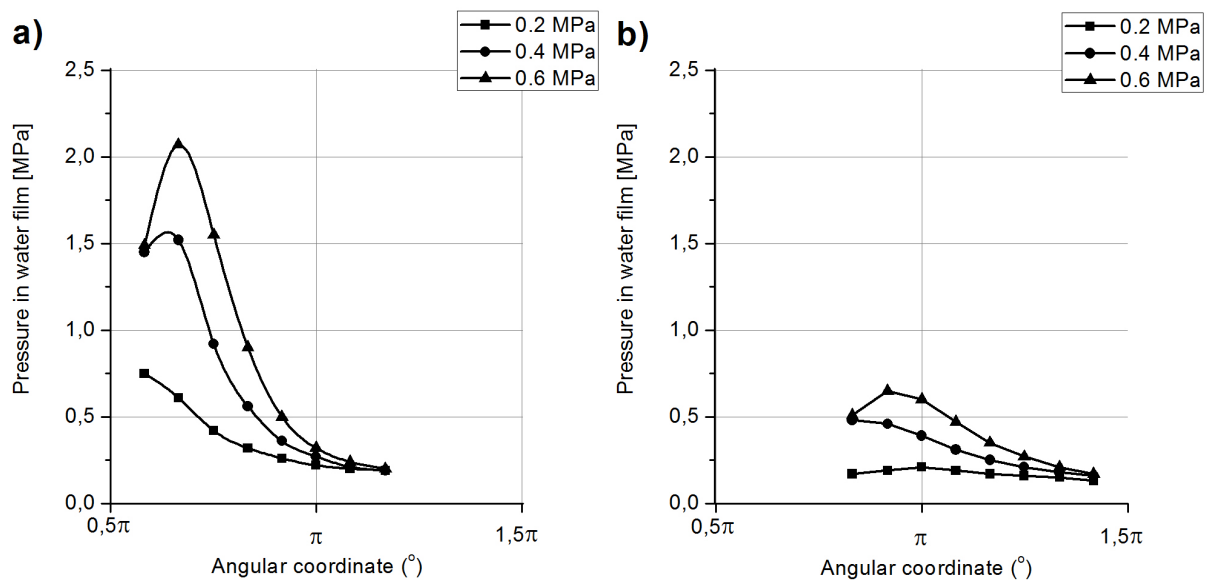 a)
0.2 MPa
0.4 MPa
0.6 MPa
2,5
2,0
1,5
1,0
0,5
0,0
Pressure in water film [MPa]
0,5π
π
1,5π
Angular coordinate (°)
b)
0.2 MPa
0.4 MPa
0.6 MPa
2,5
2,0
1,5
1,0
0,5
0,0
Pressure in water film [MPa]
0,5π
π
1,5π
Angular coordinate (°)